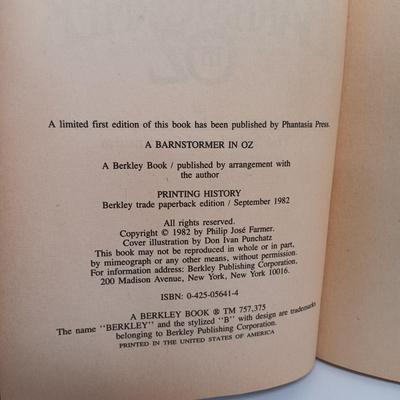 A limited first edition of this book has been published by Phantasia Press.
A BARNSTORMER IN OZ
A Berkley Book / published by arrangement with
the author
PRINTING HISTORY
Berkley trade paperback edition / September 1982
All rights reserved.
Copyright © 1982 by Philip José Farmer.
Cover illustration by Don Ivan Punchatz
This book may not be reproduced in whole or in part,
by mimeograph or any other means, without permission.
For information address: Berkley Publishing Corporation,
200 Madison Avenue, New York, New York 10016.
ISBN: 0-425-05641-4
A BERKLEY BOOK ® TM 757,375
The name "BERKLEY" and the stylized "B" with design are trademarks
belonging to Berkley Publishing Corporation.
PRINTED IN THE UNITED STATES OF AMERICA